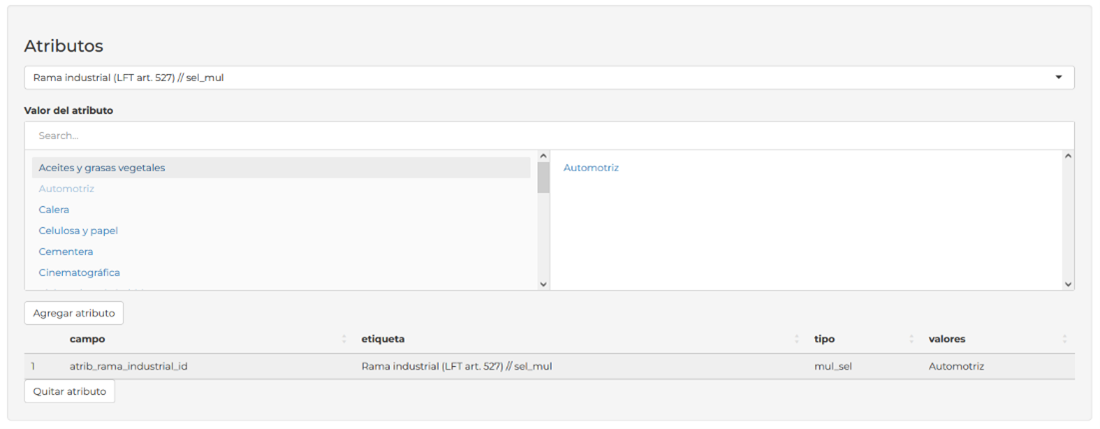 Atributos
Rama industrial (LFT art. 527) // sel_mul
Valor del atributo
Search...
Aceites y grasas vegetales
Automotriz
Automotriz
Calera
Celulosa y papel
Cementera
Cinematográfica
Agregar atributo
campo etiqueta tipo valores
1 atrib_rama_industrial_id Rama industrial (LFT art. 527) // sel_mul mul_sel Automotriz
Quitar atributo